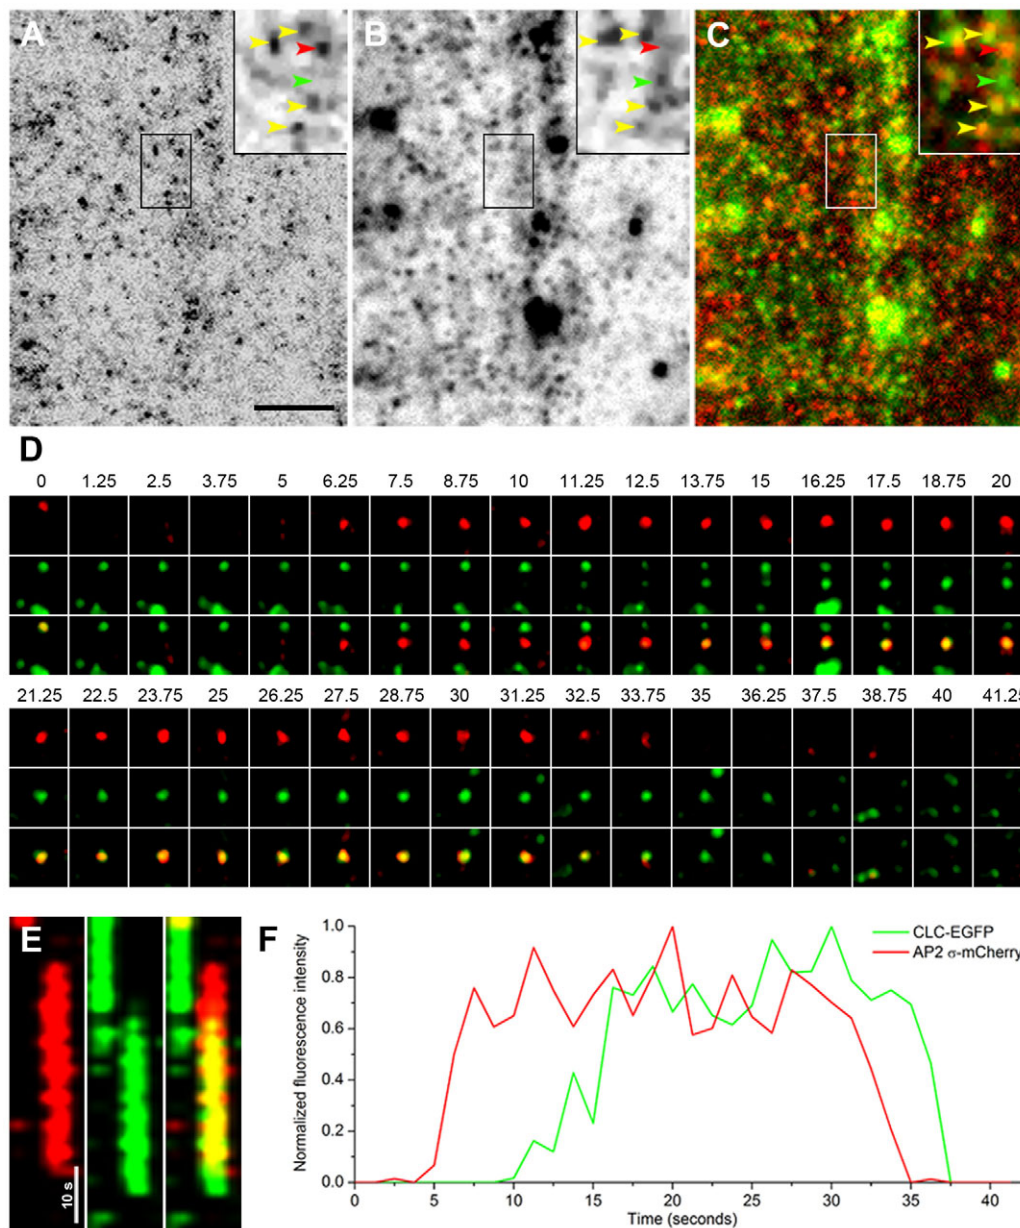 A B C
D
0 1.25 2.5 3.75 5 6.25 7.5 8.75 10 11.25 12.5 13.75 15 16.25 17.5 18.75 20
21.25 22.5 23.75 25 26.25 27.5 28.75 30 31.25 32.5 33.75 35 36.25 37.5 38.75 40 41.25
E
10 s
F
Normalized fluorescence intensity
1.0
0.8
0.6
0.4
0.2
0.0
CLC-EGFP
AP2 σ-mCherry
0 5 10 15 20 25 30 35 40
Time (seconds)